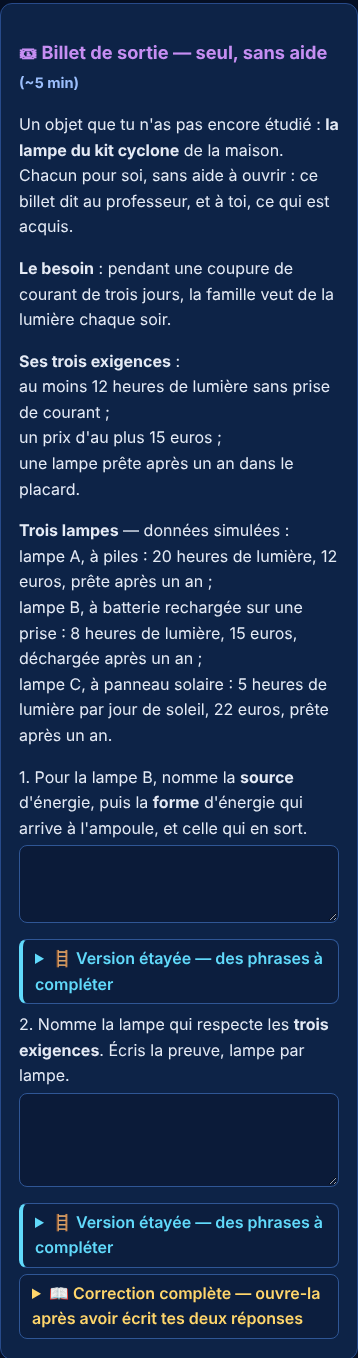 🎟 Billet de sortie — seul, sans aide
(~5 min)
Un objet que tu n'as pas encore étudié : la
lampe du kit cyclone de la maison.
Chacun pour soi, sans aide à ouvrir : ce
billet dit au professeur, et à toi, ce qui est
acquis.
Le besoin : pendant une coupure de
courant de trois jours, la famille veut de la
lumière chaque soir.
Ses trois exigences :
au moins 12 heures de lumière sans prise
de courant ;
un prix d'au plus 15 euros ;
une lampe prête après un an dans le
placard.
Trois lampes — données simulées :
lampe A, à piles : 20 heures de lumière, 12
euros, prête après un an ;
lampe B, à batterie rechargée sur une
prise : 8 heures de lumière, 15 euros,
déchargée après un an ;
lampe C, à panneau solaire : 5 heures de
lumière par jour de soleil, 22 euros, prête
après un an.
1. Pour la lampe B, nomme la source
d'énergie, puis la forme d'énergie qui
arrive à l'ampoule, et celle qui en sort.
▶ 🪜 Version étayée — des phrases à
compléter
2. Nomme la lampe qui respecte les trois
exigences. Écris la preuve, lampe par
lampe.
▶ 🪜 Version étayée — des phrases à
compléter
▶ 📖 Correction complète — ouvre-la
après avoir écrit tes deux réponses